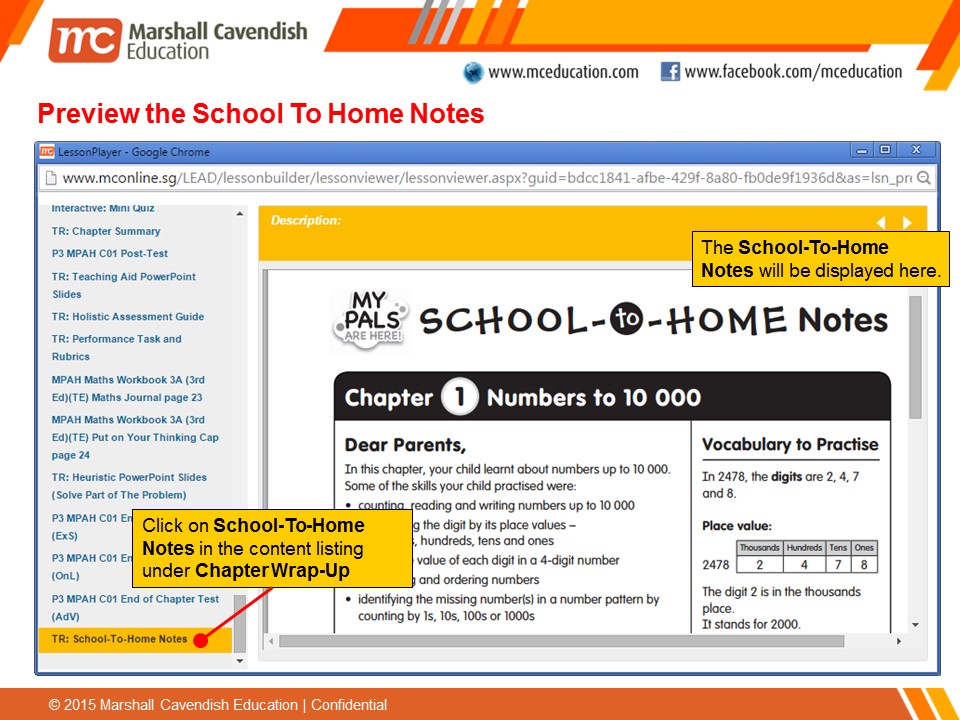 mc Marshall Cavendish
Education
www.mceducation.com
www.facebook.com/mceducation
Preview the School To Home Notes
LessonPlayer - Google Chrome
www.mconline.sg/LEAD/lessonbuilder/lessonviewer/lessonviewer.aspx?guid=bdcc1841-afbe-429f-8a80-fb0de9f1936d&as=lsn_pre
Interactive: Mini Quiz
TR: Chapter Summary
P3 MPAH C01 Post-Test
TR: Teaching Aid PowerPoint
Slides
TR: Holistic Assessment Guide
TR: Performance Task and
Rubrics
MPAH Maths Workbook 3A (3rd
Ed)(TE) Maths Journal page 23
MPAH Maths Workbook 3A (3rd
Ed)(TE) Put on Your Thinking Cap
page 24
TR: Heuristic PowerPoint Slides
(Solve Part of The Problem)
P3 MPAH C01 En
(ExS)
P3 MPAH C01 En
(OnL)
P3 MPAH C01 End of Chapter Test
(AdV)
TR: School-To-Home Notes
Click on School-To-Home
Notes in the content listing
under Chapter Wrap-Up
Description:
The School-To-Home
Notes will be displayed here.
MY
PALS
ARE HERE!
SCHOOL-to-HOME Notes
Chapter 1 Numbers to 10 000
Dear Parents,
In this chapter, your child learnt about numbers up to 10 000.
Some of the skills your child practised were:
• counting, reading and writing numbers up to 10 000
the digit by its place values –
, hundreds, tens and ones
value of each digit in a 4-digit number
and ordering numbers
• identifying the missing number(s) in a number pattern by
counting by 1s, 10s, 100s or 1000s
Vocabulary to Practise
In 2478, the digits are 2, 4, 7
and 8.
Place value:
Thousands Hundreds Tens Ones
2478 2 4 7 8
The digit 2 is in the thousands
place.
It stands for 2000.
© 2015 Marshall Cavendish Education | Confidential